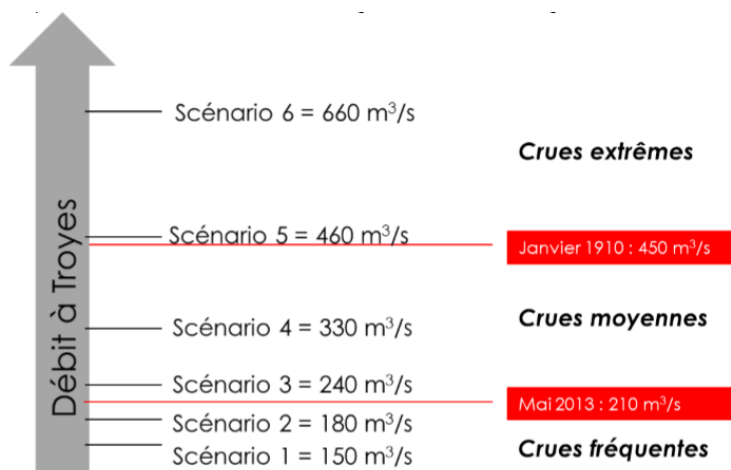 Scénario 6 = 660 m³/s
Crues extrêmes
Scénario 5 = 460 m³/s
Janvier 1910 : 450 m³/s
Débit à Troyes
Crues moyennes
Scénario 4 = 330 m³/s
Scénario 3 = 240 m³/s
Mai 2013 : 210 m³/s
Scénario 2 = 180 m³/s
Crues fréquentes
Scénario 1 = 150 m³/s